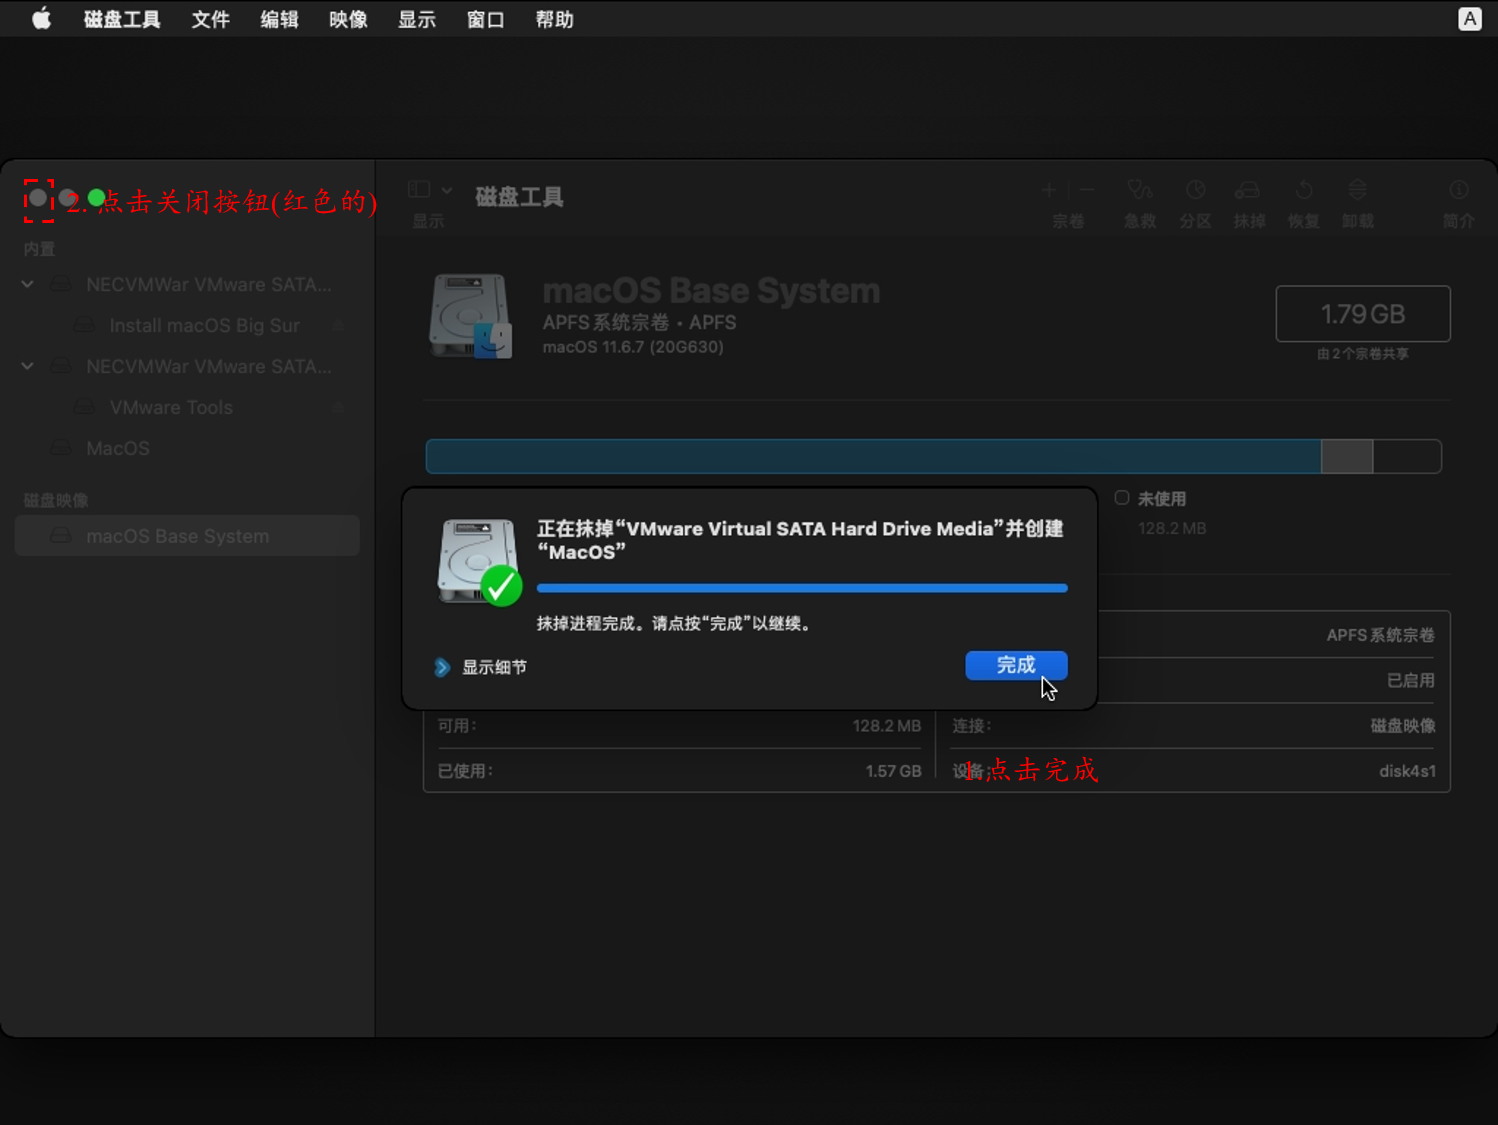 磁盘工具 文件 编辑 映像 显示 窗口 帮助 A
2. 点击关闭按钮(红色的)
磁盘工具
显示
宗卷 急救 分区 抹掉 恢复 卸载 简介
内置
NECVMWar VMware SATA...
Install macOS Big Sur
NECVMWar VMware SATA...
VMware Tools
MacOS
磁盘映像
macOS Base System
macOS Base System
APFS系统宗卷 • APFS
macOS 11.6.7 (20G630)
1.79 GB
由2个宗卷共享
未使用
128.2 MB
正在抹掉“VMware Virtual SATA Hard Drive Media”并创建
“MacOS”
抹掉进程完成。请点按“完成”以继续。
显示细节
完成
APFS系统宗卷
已启用
可用: 128.2 MB
连接: 磁盘映像
已使用: 1.57 GB
设备: disk4s1
1.点击完成